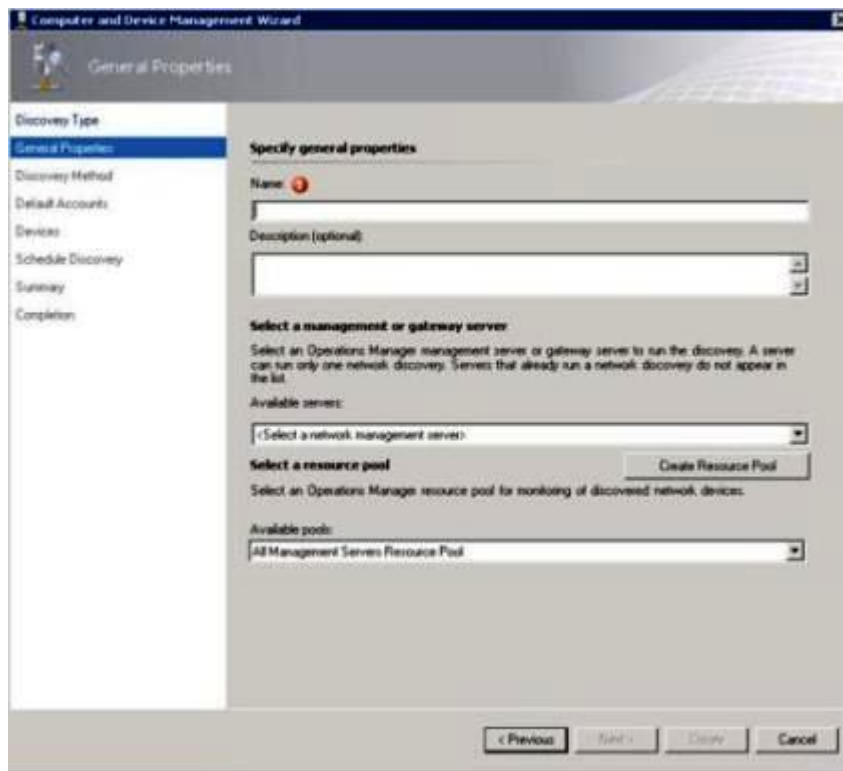 Computer and Device Management Wizard
General Properties
Discovery Type
General Properties
Discovery Method
Default Accounts
Devices
Schedule Discovery
Summary
Completion
Specify general properties
Name:
Description (optional):
Select a management or gateway server
Select an Operations Manager management server or gateway server to run the discovery. A server
can run only one network discovery. Servers that already run a network discovery do not appear in
the list.
Available servers:
<Select a network management server>
Select a resource pool
Create Resource Pool
Select an Operations Manager resource pool for monitoring of discovered network devices.
Available pools:
All Management Servers Resource Pool
< Previous
Next >
Create
Cancel